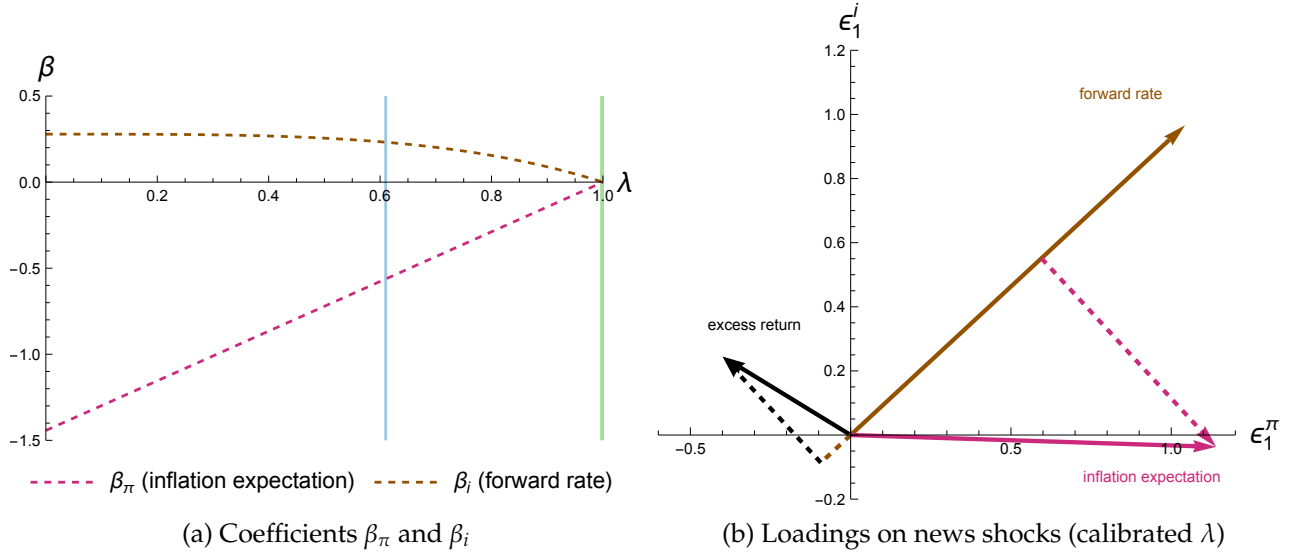 β
0.5
0.0
−0.5
−1.0
−1.5
0.2 0.4 0.6 0.8 1.0 λ
β_π (inflation expectation) β_i (forward rate)
(a) Coefficients β_π and β_i
ϵ_1^i
1.2
1.0
0.8
0.6
0.4
0.2
−0.2
−0.5 0.5 1.0 ϵ_1^π
forward rate
excess return
inflation expectation
(b) Loadings on news shocks (calibrated λ)